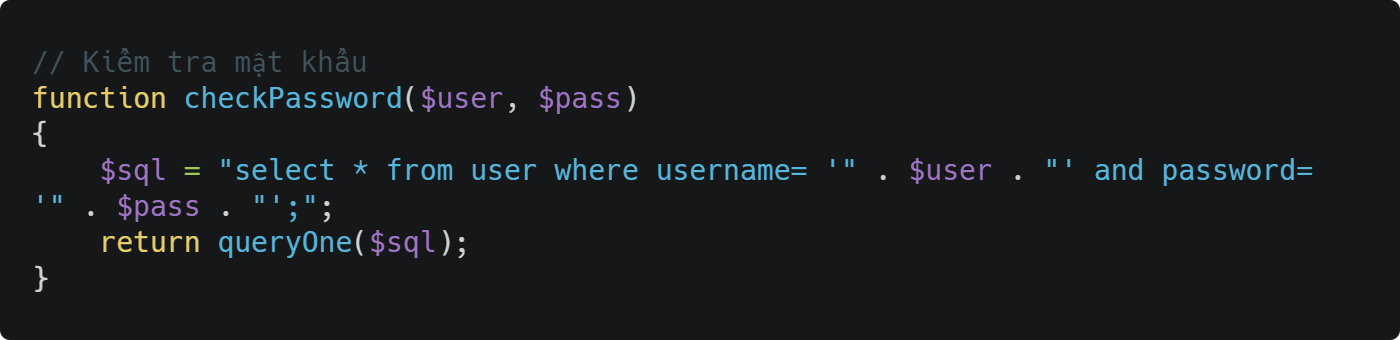 // Kiểm tra mật khẩu
function checkPassword($user, $pass)
{
    $sql = "select * from user where username= '" . $user . "' and password=
'" . $pass . "';";
    return queryOne($sql);
}